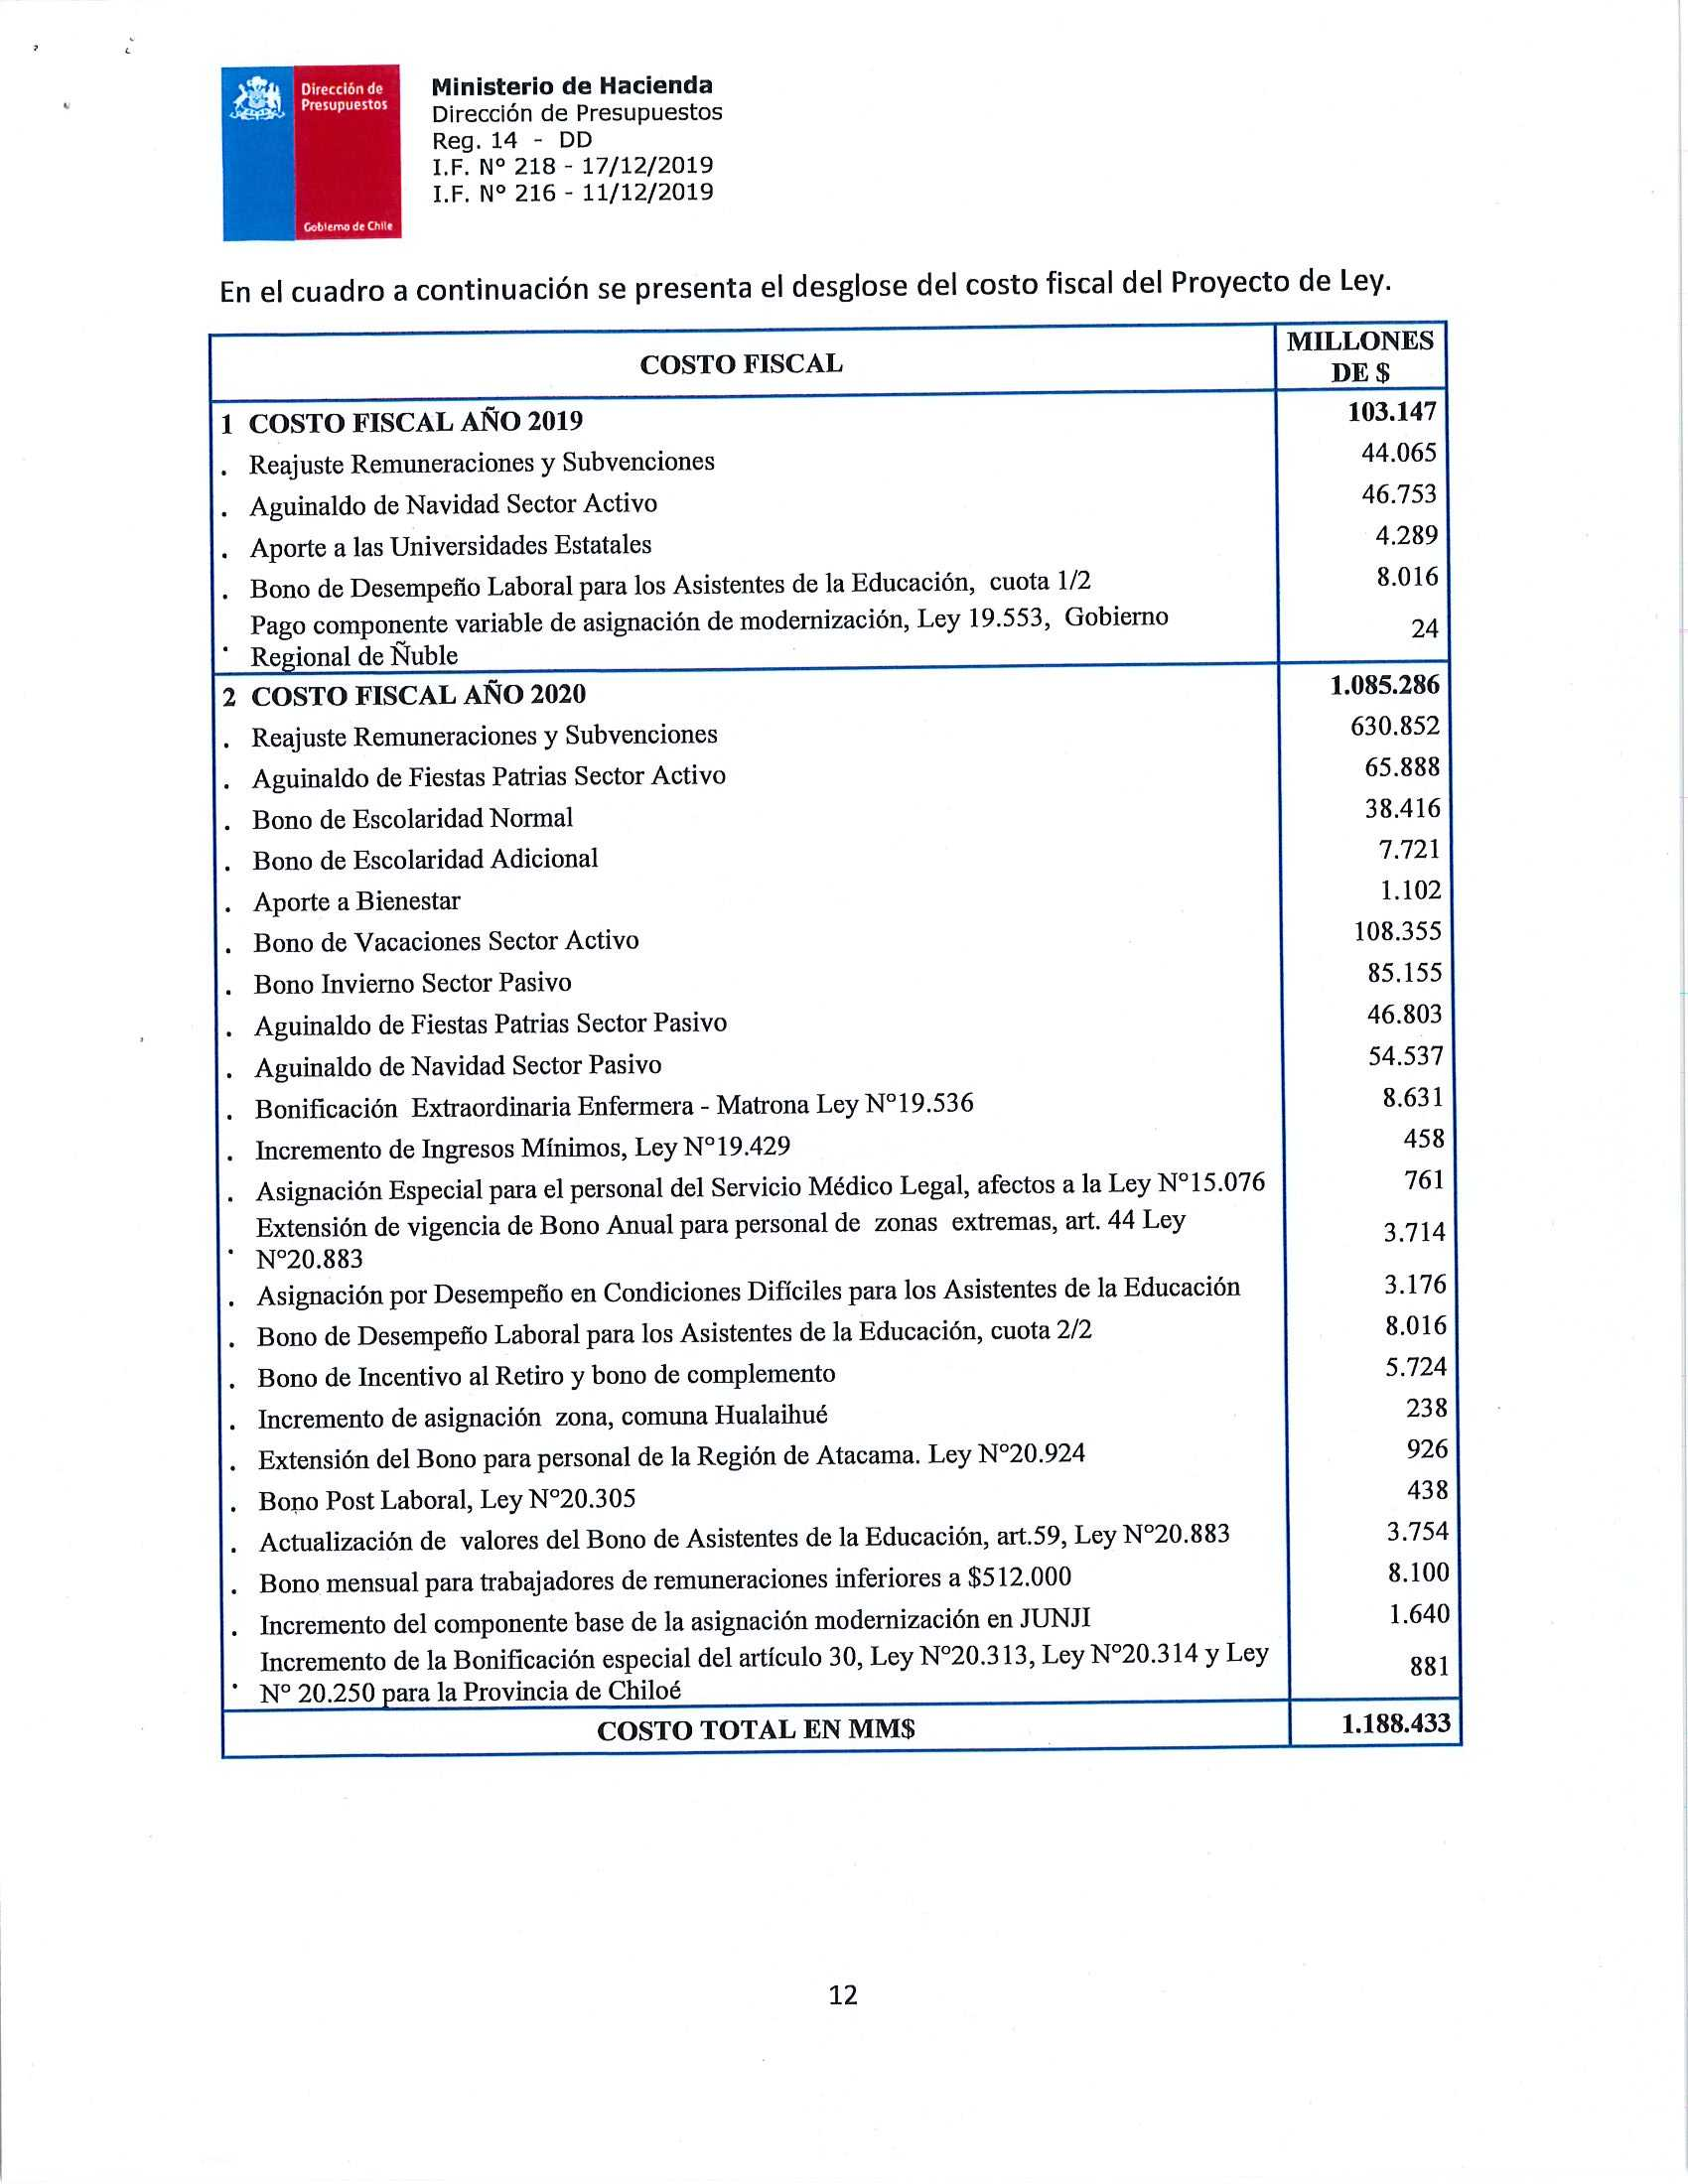 Dirección de
Presupuestos
Gobierno de Chile
Ministerio de Hacienda
Dirección de Presupuestos
Reg. 14 - DD
I.F. Nº 218 - 17/12/2019
I.F. Nº 216 - 11/12/2019
En el cuadro a continuación se presenta el desglose del costo fiscal del Proyecto de Ley.
COSTO FISCAL MILLONES
DE $
1 COSTO FISCAL AÑO 2019 103.147
. Reajuste Remuneraciones y Subvenciones 44.065
. Aguinaldo de Navidad Sector Activo 46.753
. Aporte a las Universidades Estatales 4.289
. Bono de Desempeño Laboral para los Asistentes de la Educación, cuota 1/2 8.016
Pago componente variable de asignación de modernización, Ley 19.553, Gobierno
. Regional de Ñuble 24
2 COSTO FISCAL AÑO 2020 1.085.286
. Reajuste Remuneraciones y Subvenciones 630.852
. Aguinaldo de Fiestas Patrias Sector Activo 65.888
. Bono de Escolaridad Normal 38.416
. Bono de Escolaridad Adicional 7.721
. Aporte a Bienestar 1.102
. Bono de Vacaciones Sector Activo 108.355
. Bono Invierno Sector Pasivo 85.155
. Aguinaldo de Fiestas Patrias Sector Pasivo 46.803
. Aguinaldo de Navidad Sector Pasivo 54.537
. Bonificación Extraordinaria Enfermera - Matrona Ley Nº19.536 8.631
. Incremento de Ingresos Mínimos, Ley Nº19.429 458
. Asignación Especial para el personal del Servicio Médico Legal, afectos a la Ley Nº15.076 761
Extensión de vigencia de Bono Anual para personal de zonas extremas, art. 44 Ley
. Nº20.883 3.714
. Asignación por Desempeño en Condiciones Difíciles para los Asistentes de la Educación 3.176
. Bono de Desempeño Laboral para los Asistentes de la Educación, cuota 2/2 8.016
. Bono de Incentivo al Retiro y bono de complemento 5.724
. Incremento de asignación zona, comuna Hualaihué 238
. Extensión del Bono para personal de la Región de Atacama. Ley Nº20.924 926
. Bono Post Laboral, Ley Nº20.305 438
. Actualización de valores del Bono de Asistentes de la Educación, art.59, Ley Nº20.883 3.754
. Bono mensual para trabajadores de remuneraciones inferiores a $512.000 8.100
. Incremento del componente base de la asignación modernización en JUNJI 1.640
Incremento de la Bonificación especial del artículo 30, Ley Nº20.313, Ley Nº20.314 y Ley
. Nº 20.250 para la Provincia de Chiloé 881
COSTO TOTAL EN MM$ 1.188.433
12